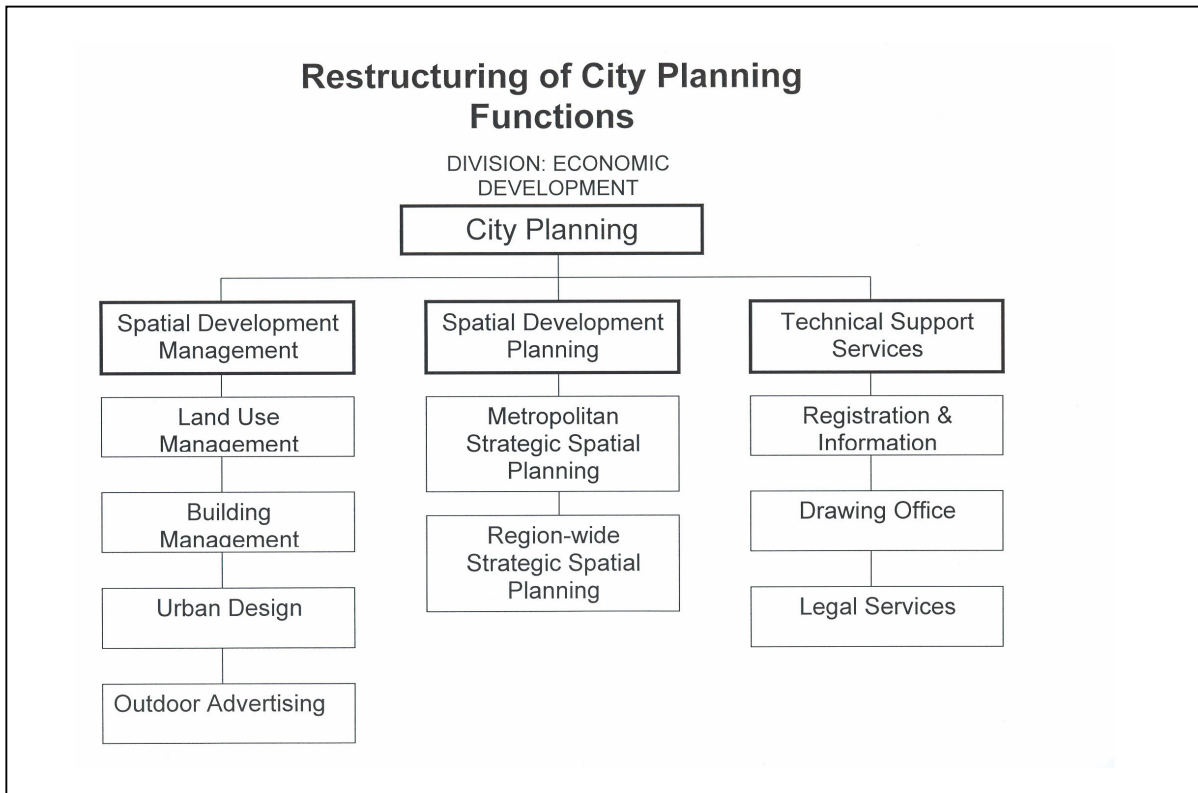 Restructuring of City Planning
Functions
DIVISION: ECONOMIC
DEVELOPMENT
City Planning
Spatial Development
Management
Land Use
Management
Building
Management
Urban Design
Outdoor Advertising
Spatial Development
Planning
Metropolitan
Strategic Spatial
Planning
Region-wide
Strategic Spatial
Planning
Technical Support
Services
Registration &
Information
Drawing Office
Legal Services